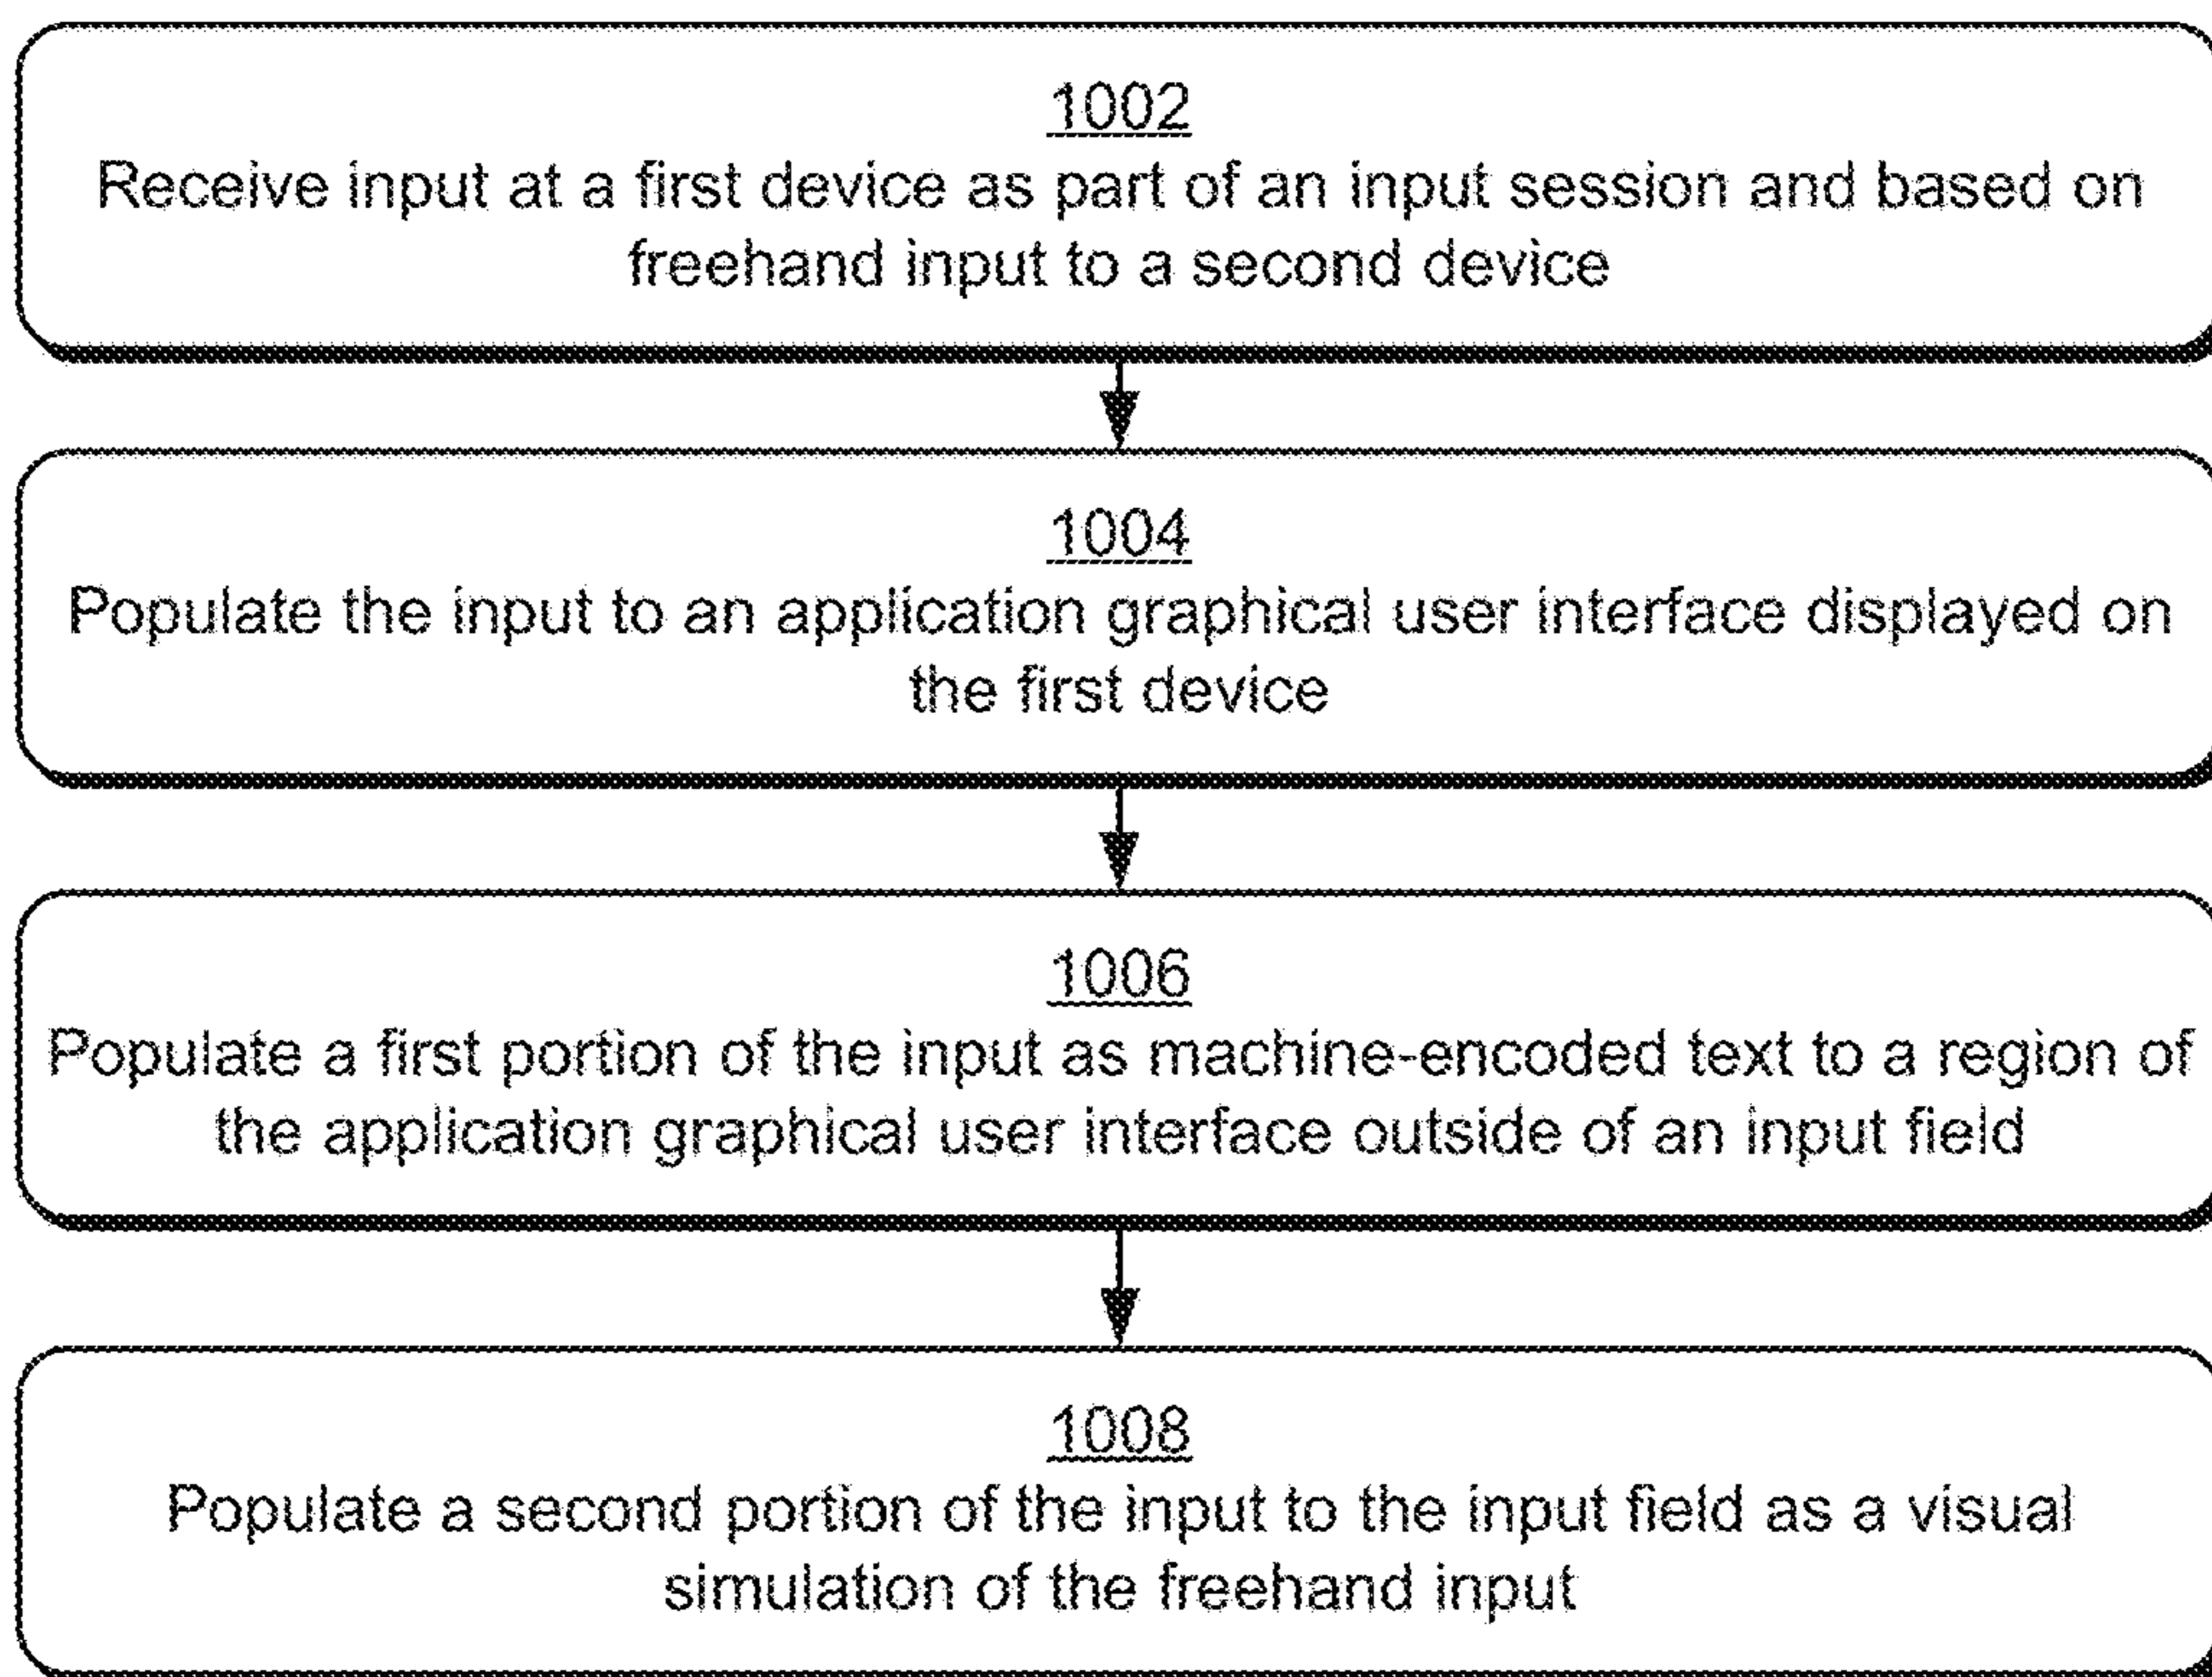 1002
Receive input at a first device as part of an input session and based on
freehand input to a second device
1004
Populate the input to an application graphical user interface displayed on
the first device
1006
Populate a first portion of the input as machine-encoded text to a region of
the application graphical user interface outside of an input field
1008
Populate a second portion of the input to the input field as a visual
simulation of the freehand input